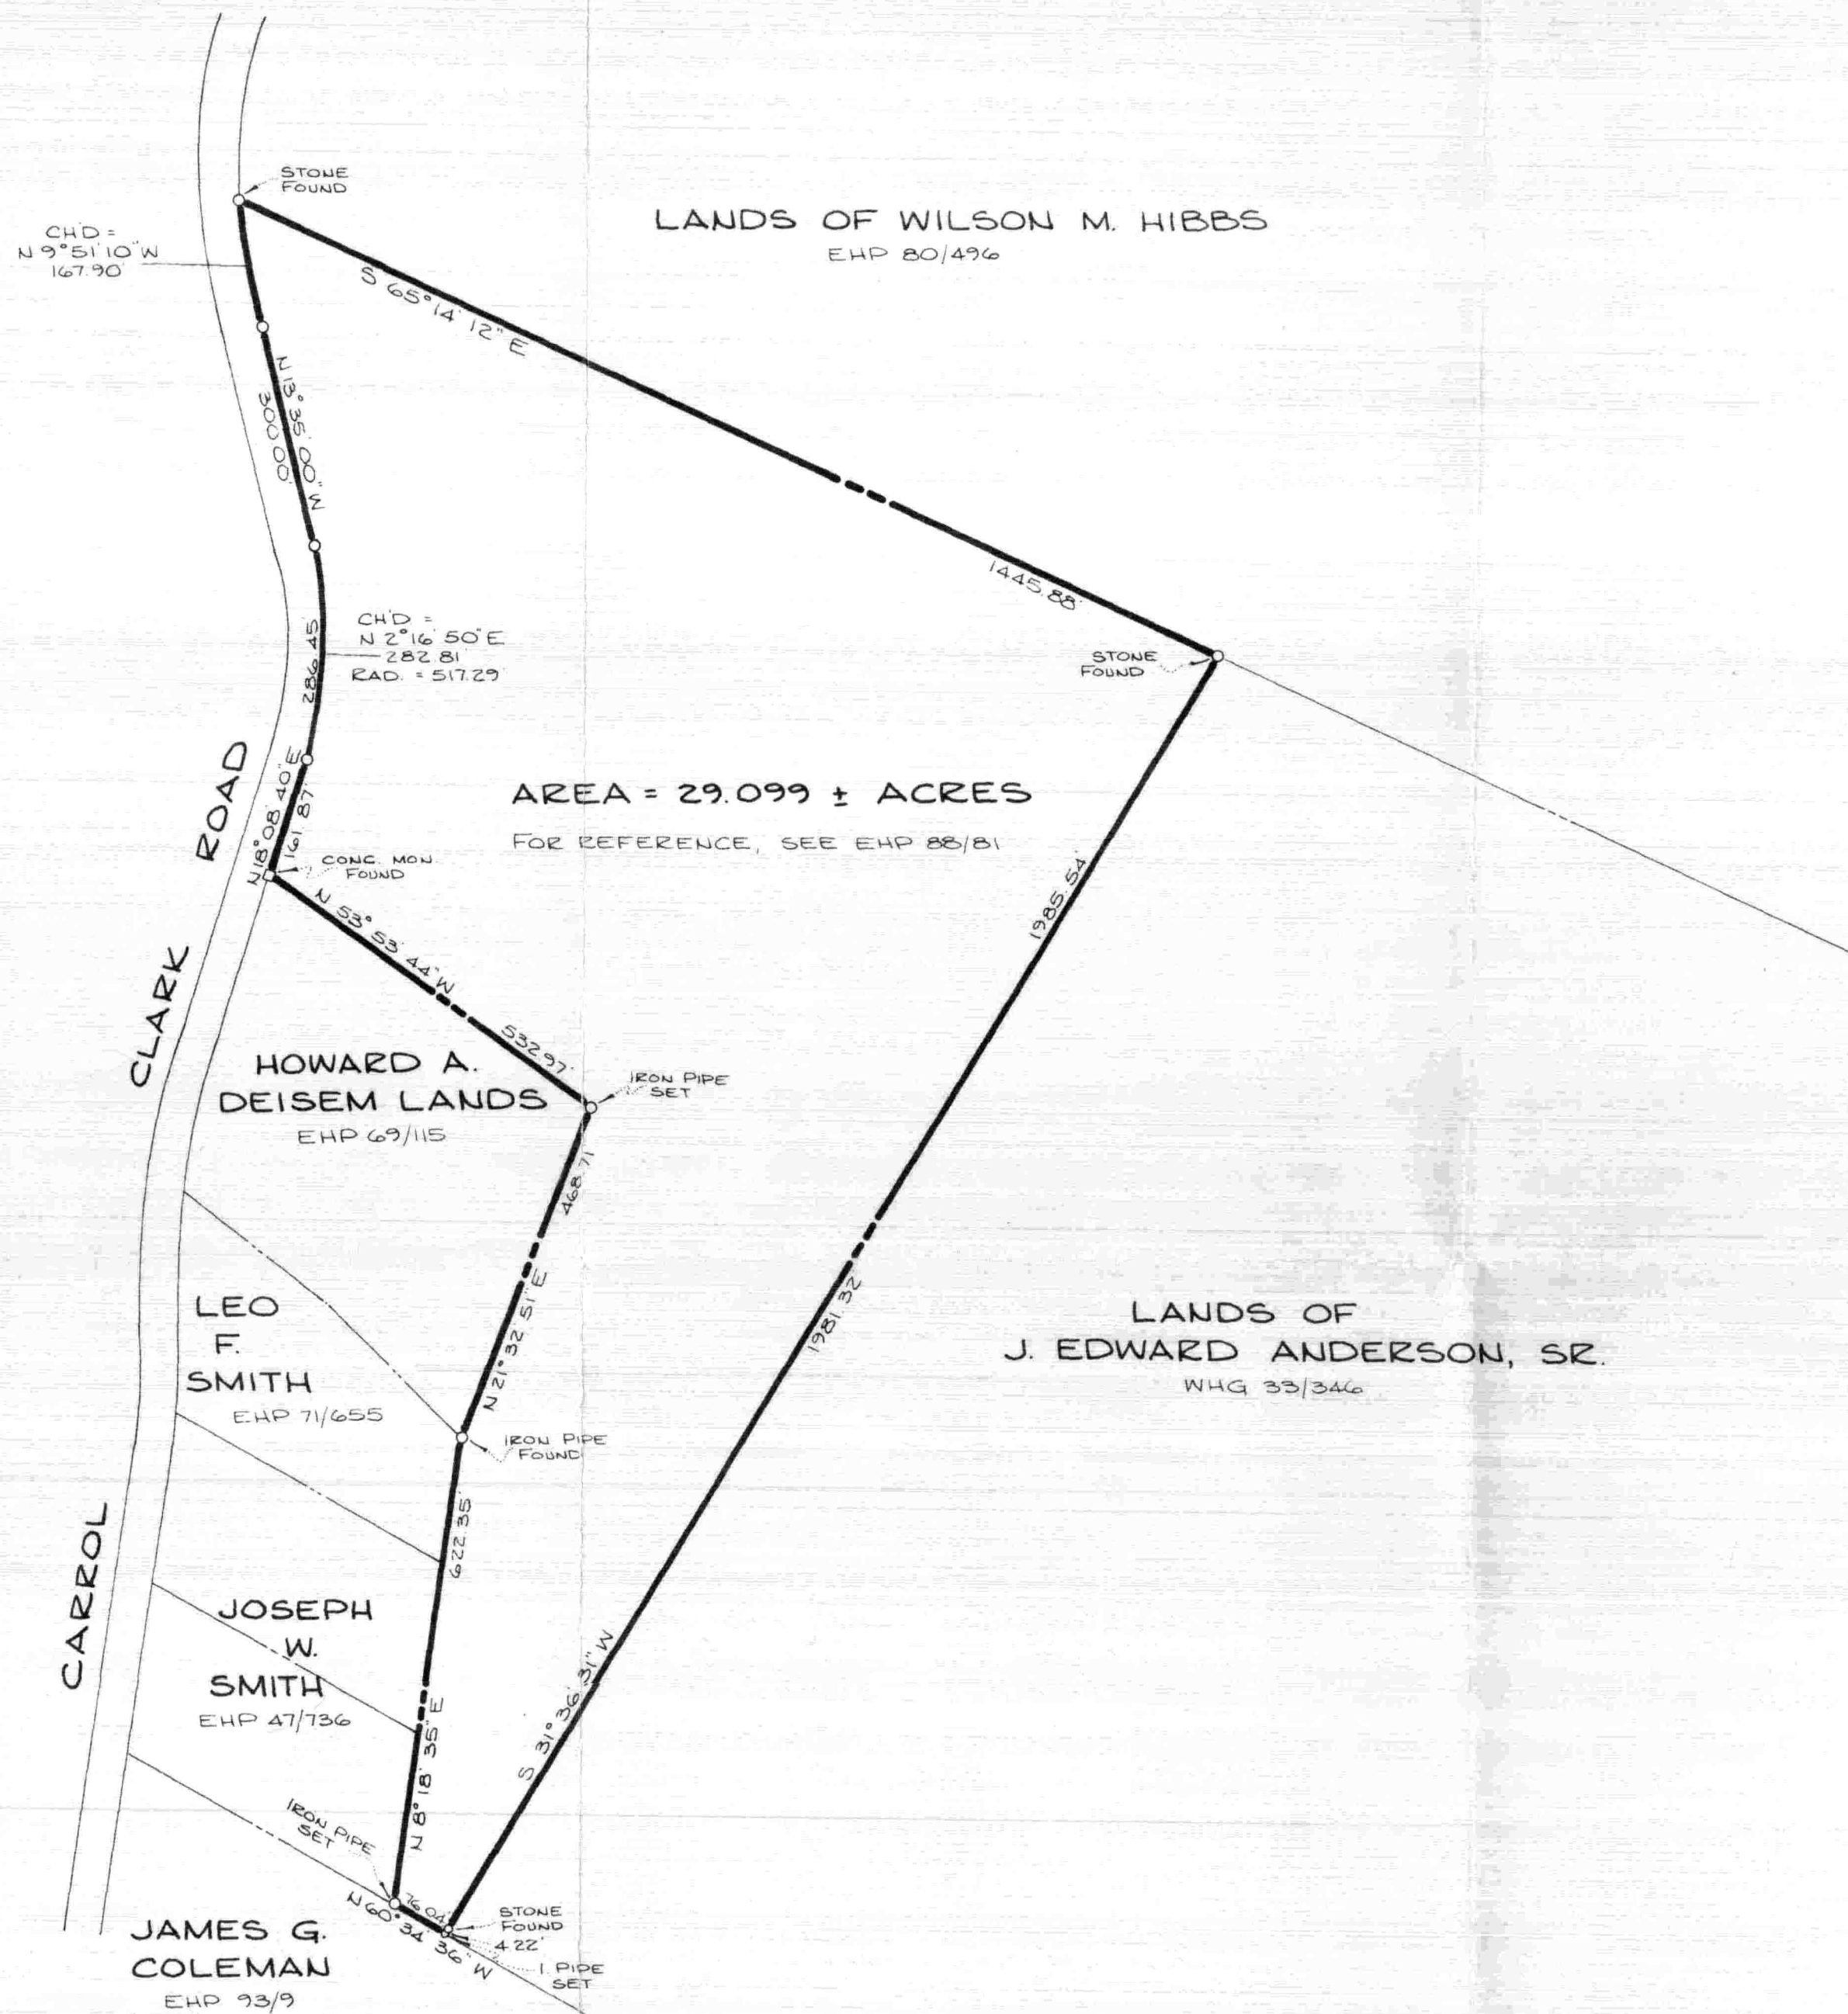 STONE
FOUND
LANDS OF WILSON M. HIBBS
EHP 80/496
CH'D =
N 9°51'10"W
167.90'
S 65°14'12" E
N 13°35'00"W
300.00'
1445.88'
CH'D =
N 2°16'50"E
282.81'
RAD. = 517.29'
286.45'
STONE
FOUND
AREA = 29.099 ± ACRES
FOR REFERENCE, SEE EHP 88/81
N18°08'40"E
161.87'
CONC. MON.
FOUND
1985.54'
N 53°53'44"W
532.97'
CARROL CLARK ROAD
HOWARD A.
DEISEM LANDS
EHP 69/115
IRON PIPE
SET
468.71'
N 21°32'51"E
1981.32'
LANDS OF
J. EDWARD ANDERSON, SR.
WHG 33/346
LEO
F.
SMITH
EHP 71/655
IRON PIPE
FOUND
622.35'
JOSEPH
W.
SMITH
EHP 47/736
N 8°18'35"E
S 31°36'31"W
IRON PIPE
SET
76.04'
N 60°34'36"W
STONE
FOUND
4.22'
I. PIPE
SET
JAMES G.
COLEMAN
EHP 93/9